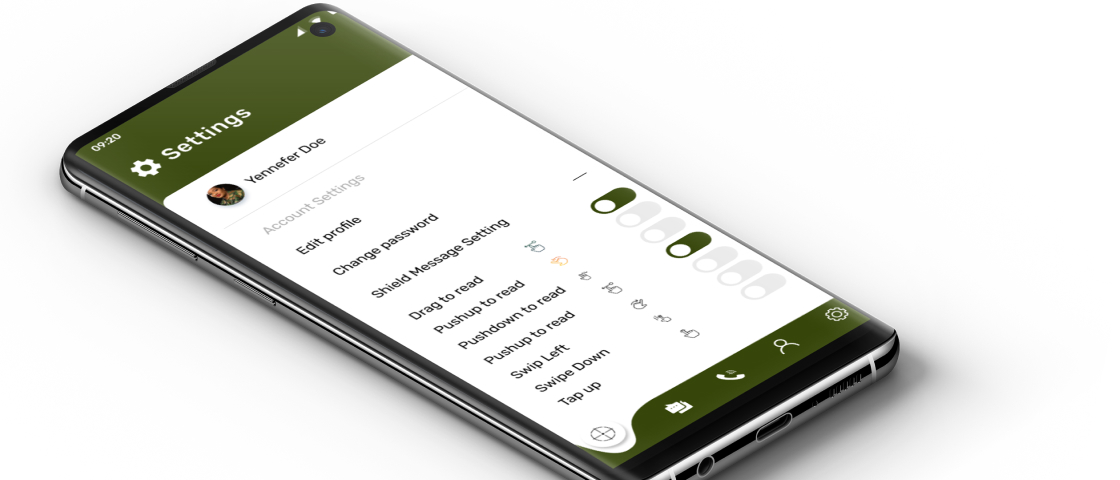 09:20
Settings
Yennefer Doe
Account Settings
Edit profile
Change password
Shield Message Setting
Drag to read
Pushup to read
Pushdown to read
Pushup to read
Swip Left
Swipe Down
Tap up